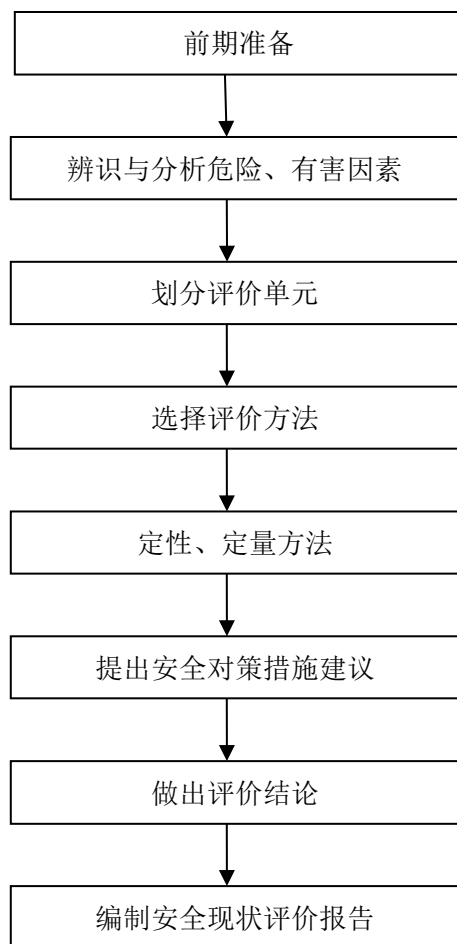 前期准备
辨识与分析危险、有害因素
划分评价单元
选择评价方法
定性、定量方法
提出安全对策措施建议
做出评价结论
编制安全现状评价报告